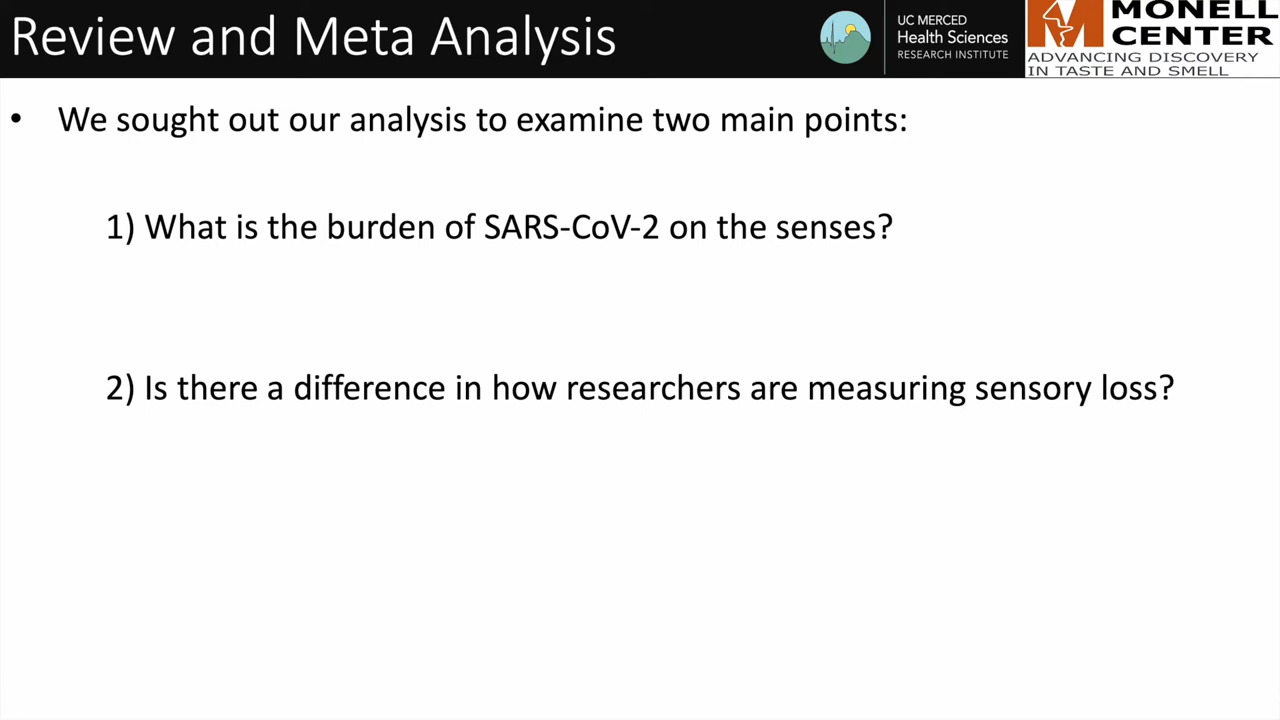 Review and Meta Analysis
UC MERCED
Health Sciences
RESEARCH INSTITUTE
MONELL
CENTER
ADVANCING DISCOVERY
IN TASTE AND SMELL
• We sought out our analysis to examine two main points:
1) What is the burden of SARS-CoV-2 on the senses?
2) Is there a difference in how researchers are measuring sensory loss?